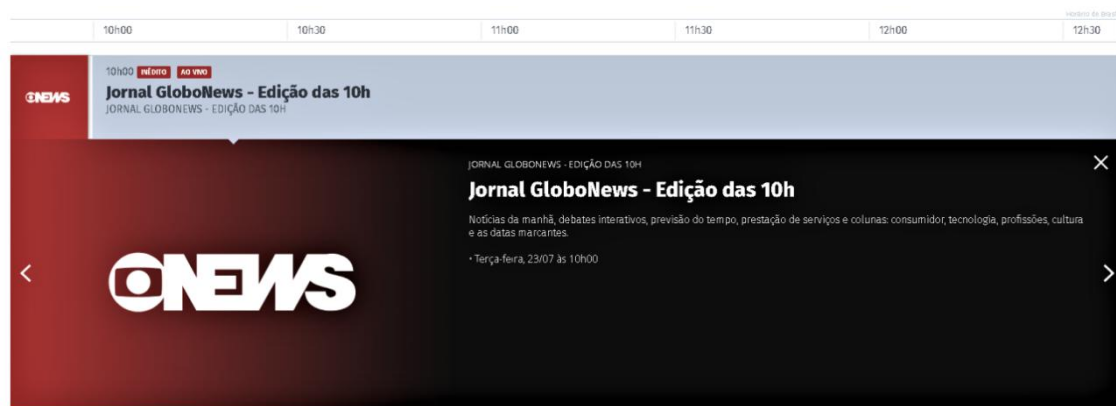 Horário de Brasí
10h00 10h30 11h00 11h30 12h00 12h30
10h00 INÉDITO AO VIVO
NEWS
Jornal GloboNews - Edição das 10h
JORNAL GLOBONEWS - EDIÇÃO DAS 10H
JORNAL GLOBONEWS - EDIÇÃO DAS 10H
Jornal GloboNews - Edição das 10h
Notícias da manhã, debates interativos, previsão do tempo, prestação de serviços e colunas: consumidor, tecnologia, profissões, cultura
e as datas marcantes.
• Terça-feira, 23/07 às 10h00
NEWS